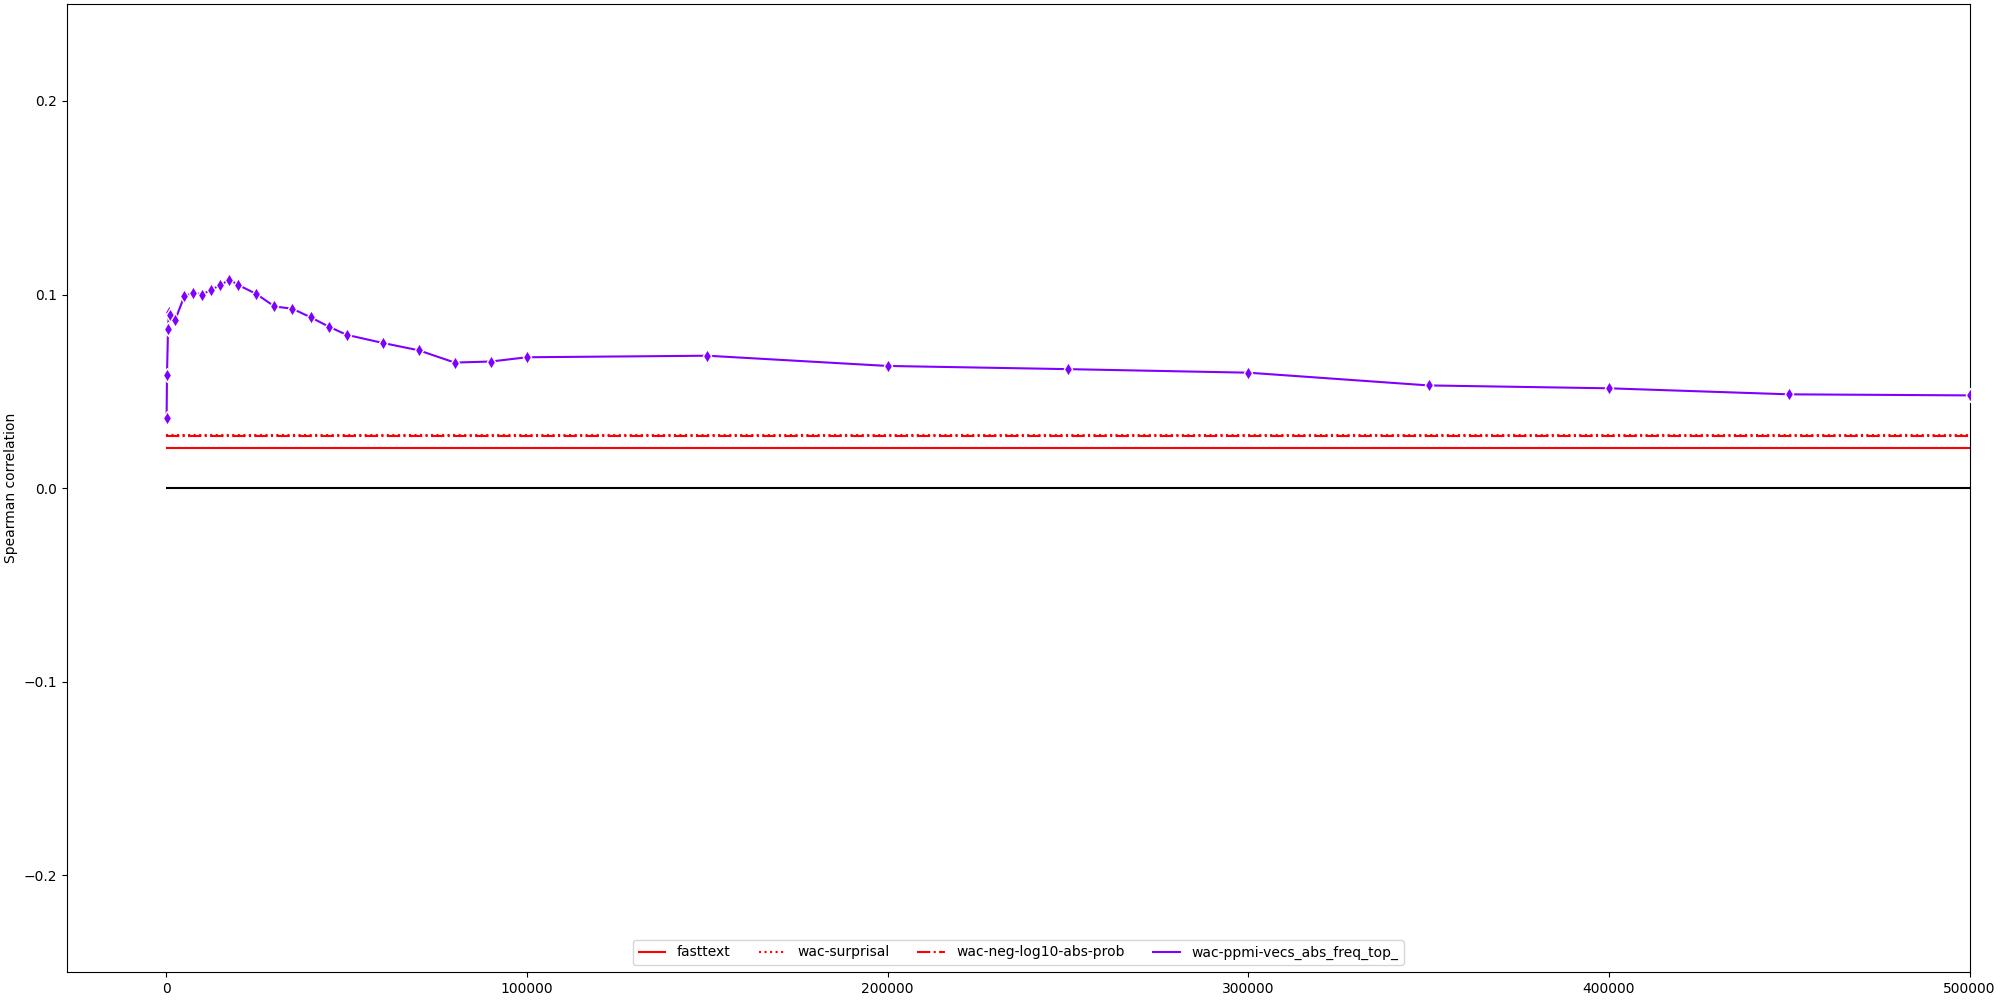 0.2
0.1
0.0
−0.1
−0.2
Spearman correlation
fasttext wac-surprisal wac-neg-log10-abs-prob wac-ppmi-vecs_abs_freq_top_
0 100000 200000 300000 400000 500000